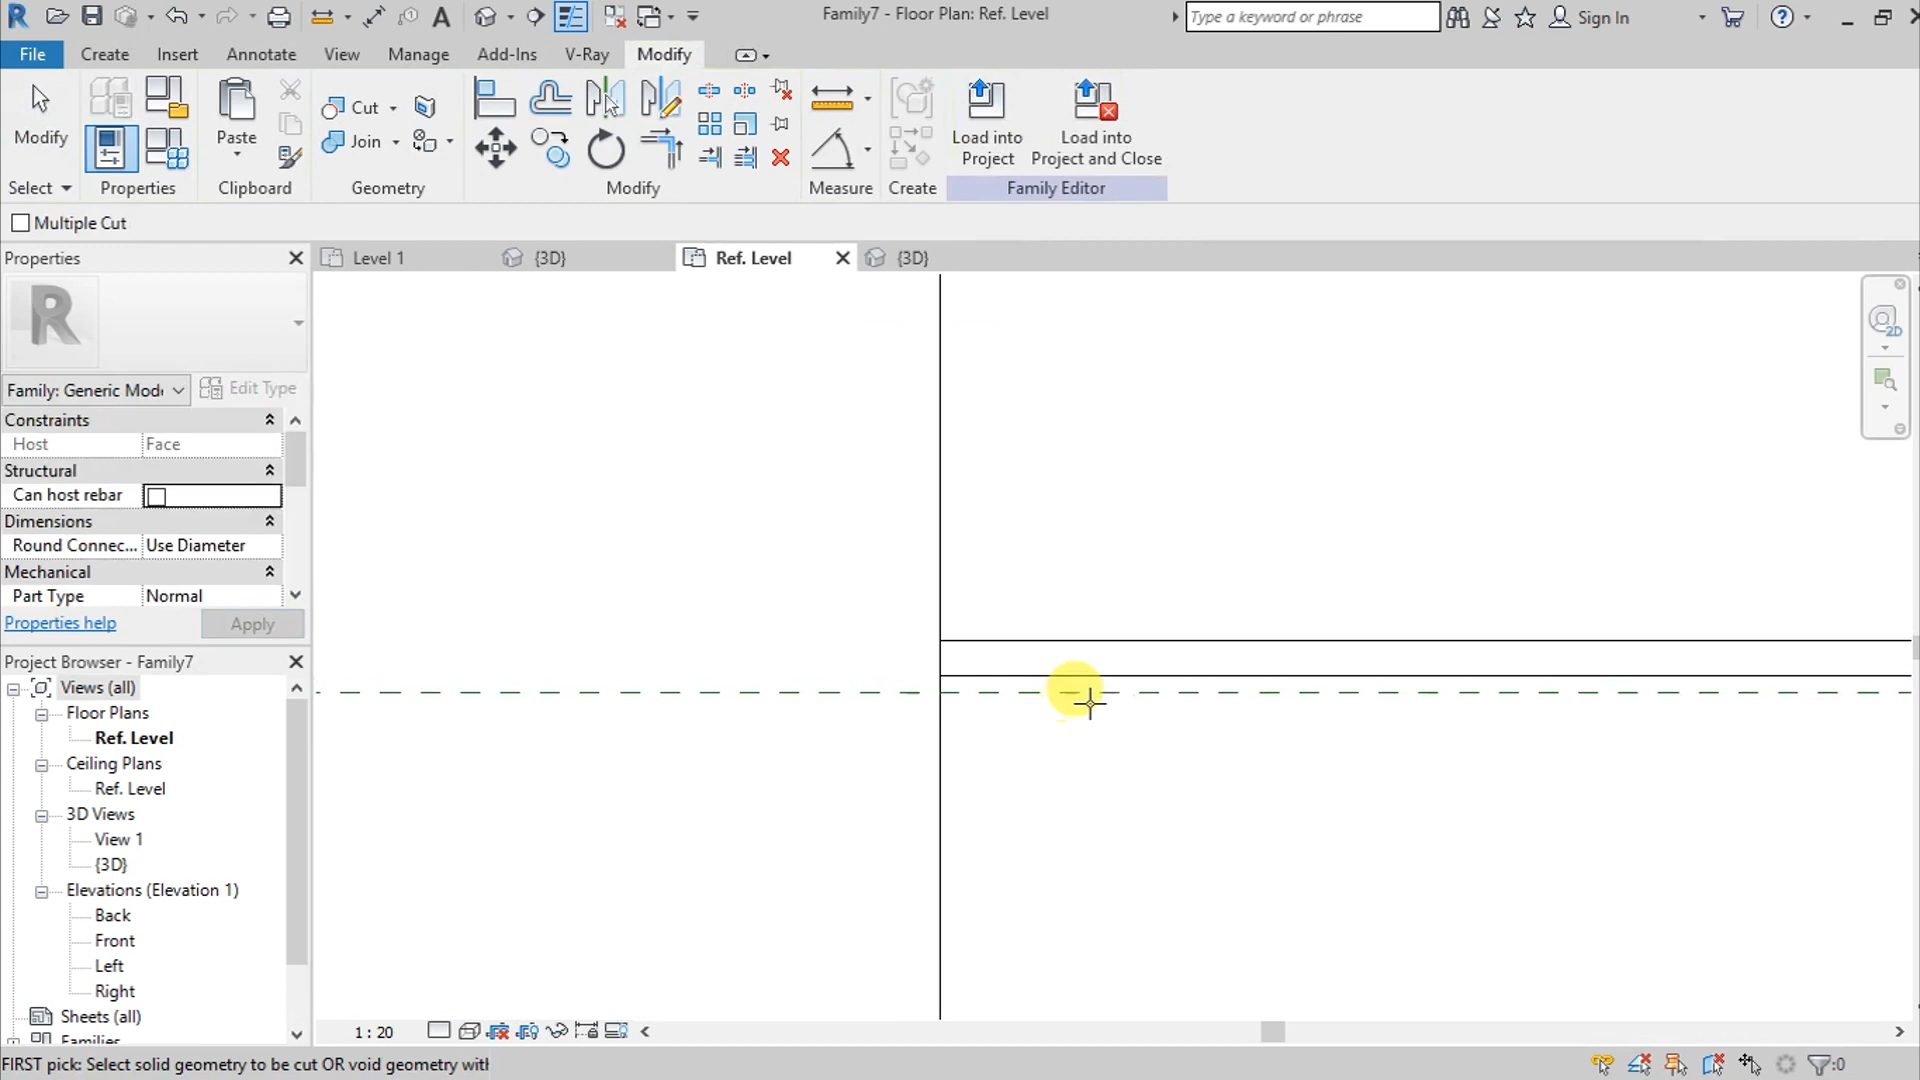 Family7 - Floor Plan: Ref. Level
Type a keyword or phrase
Sign In
File
Create
Insert
Annotate
View
Manage
Add-Ins
V-Ray
Modify
Modify
Paste
Cut
Join
Load into
Project
Load into
Project and Close
Select
Properties
Clipboard
Geometry
Modify
Measure
Create
Family Editor
Multiple Cut
Properties
Level 1
{3D}
Ref. Level
{3D}
R
2D
Family: Generic Mod
Edit Type
Constraints
Host
Face
Structural
Can host rebar
Dimensions
Round Connec...
Use Diameter
Mechanical
Part Type
Normal
Properties help
Apply
Project Browser - Family7
Views (all)
Floor Plans
Ref. Level
Ceiling Plans
Ref. Level
3D Views
View 1
{3D}
Elevations (Elevation 1)
Back
Front
Left
Right
Sheets (all)
Families
1 : 20
FIRST pick: Select solid geometry to be cut OR void geometry with
:0